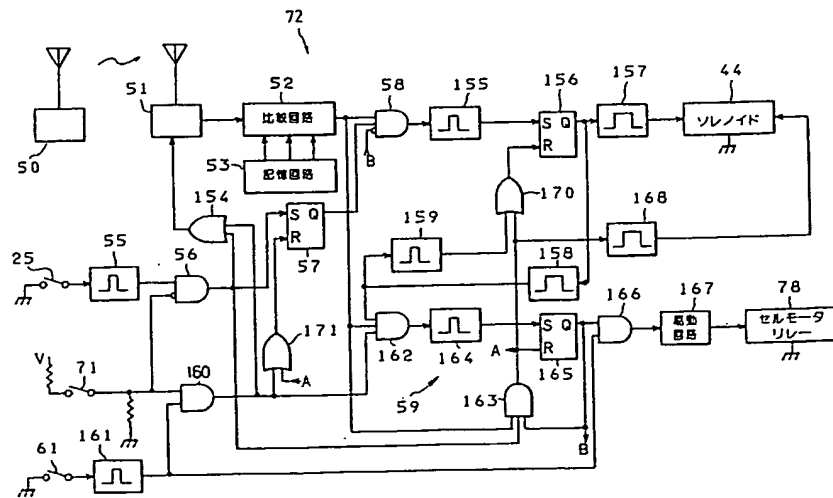 72
50
51
52
比較回路
53
記憶回路
58
B
155
156
S Q
R
157
44
ソレノイド
154
57
S Q
R
170
168
159
158
25
55
56
171
A
162
164
59
165
S Q
R
A
166
167
駆動
回路
78
セルモータ
リレー
V
71
160
163
B
61
161